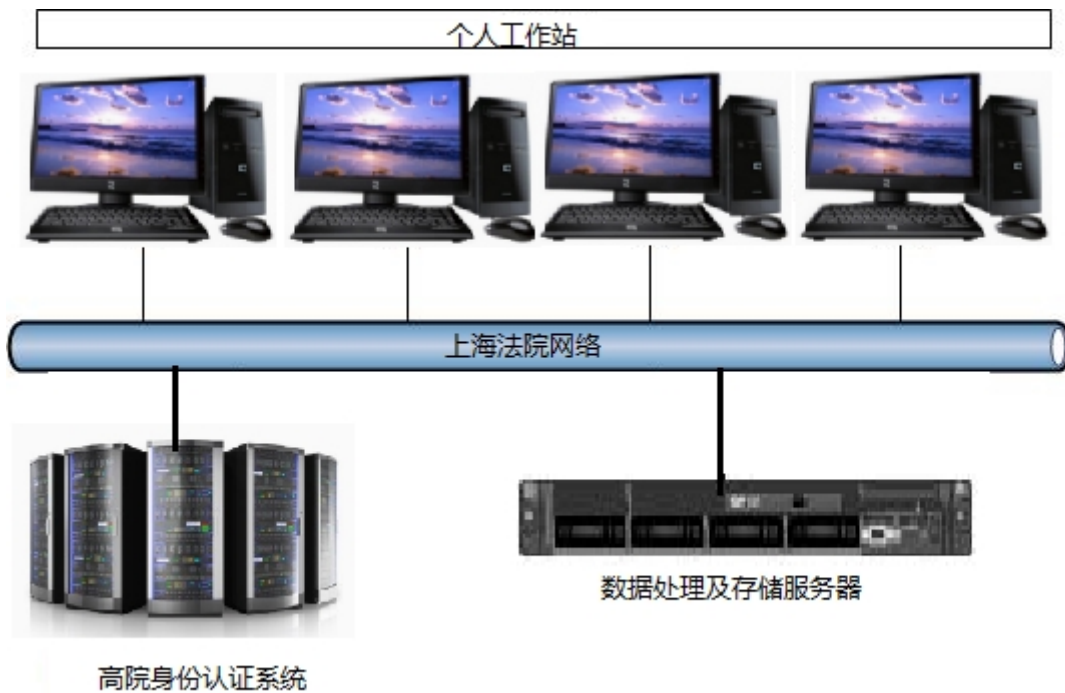 个人工作站
上海法院网络
数据处理及存储服务器
高院身份认证系统